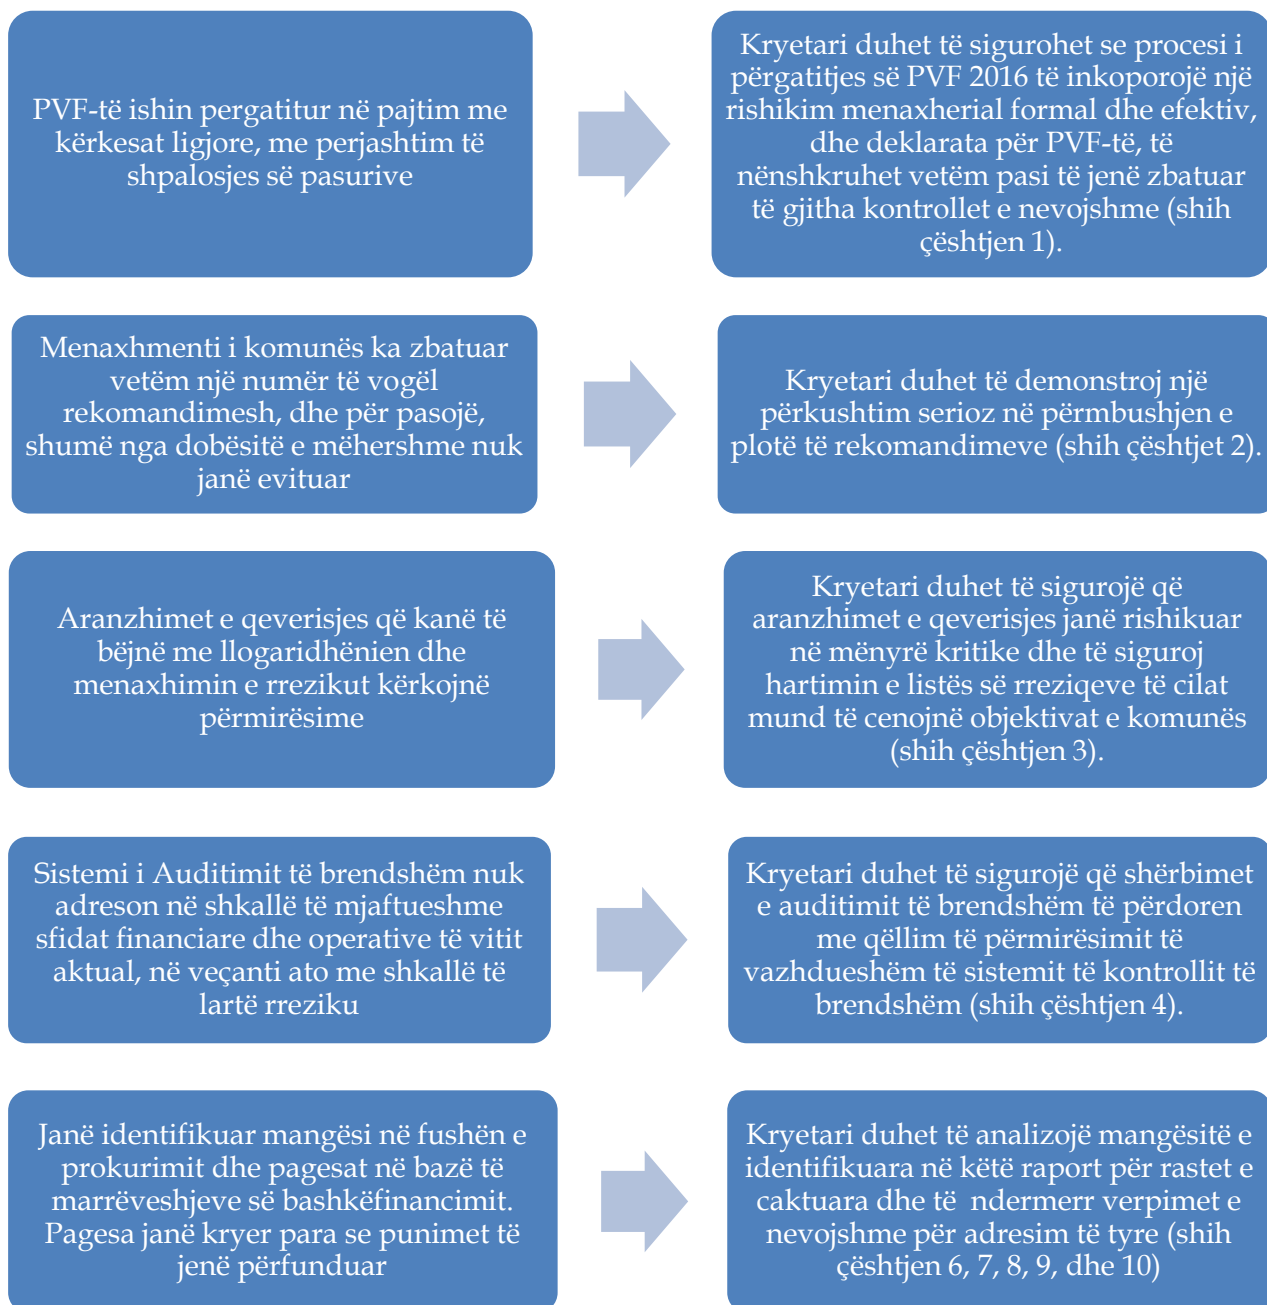 PVF-të ishin pergatitur në pajtim me
kërkesat ligjore, me perjashtim të
shpalosjes së pasurive
Kryetari duhet të sigurohet se procesi i
përgatitjes së PVF 2016 të inkoporojë një
rishikim menaxherial formal dhe efektiv,
dhe deklarata për PVF-të, të
nënshkruhet vetëm pasi të jenë zbatuar
të gjitha kontrollet e nevojshme (shih
çështjen 1).
Menaxhmenti i komunës ka zbatuar
vetëm një numër të vogël
rekomandimesh, dhe për pasojë,
shumë nga dobësitë e mëhershme nuk
janë evituar
Kryetari duhet të demonstroj një
përkushtim serioz në përmbushjen e
plotë të rekomandimeve (shih çështjet 2).
Aranzhimet e qeverisjes që kanë të
bëjnë me llogaridhënien dhe
menaxhimin e rrezikut kërkojnë
përmirësime
Kryetari duhet të sigurojë që
aranzhimet e qeverisjes janë rishikuar
në mënyrë kritike dhe të siguroj
hartimin e listës së rreziqeve të cilat
mund të cenojnë objektivat e komunës
(shih çështjen 3).
Sistemi i Auditimit të brendshëm nuk
adreson në shkallë të mjaftueshme
sfidat financiare dhe operative të vitit
aktual, në veçanti ato me shkallë të
lartë rreziku
Kryetari duhet të sigurojë që shërbimet
e auditimit të brendshëm të përdoren
me qëllim të përmirësimit të
vazhdueshëm të sistemit të kontrollit të
brendshëm (shih çështjen 4).
Janë identifikuar mangësi në fushën e
prokurimit dhe pagesat në bazë të
marrëveshjeve së bashkëfinancimit.
Pagesa janë kryer para se punimet të
jenë përfunduar
Kryetari duhet të analizojë mangësitë e
identifikuara në këtë raport për rastet e
caktuara dhe të  ndermerr verpimet e
nevojshme për adresim të tyre (shih
çështjen 6, 7, 8, 9, dhe 10)